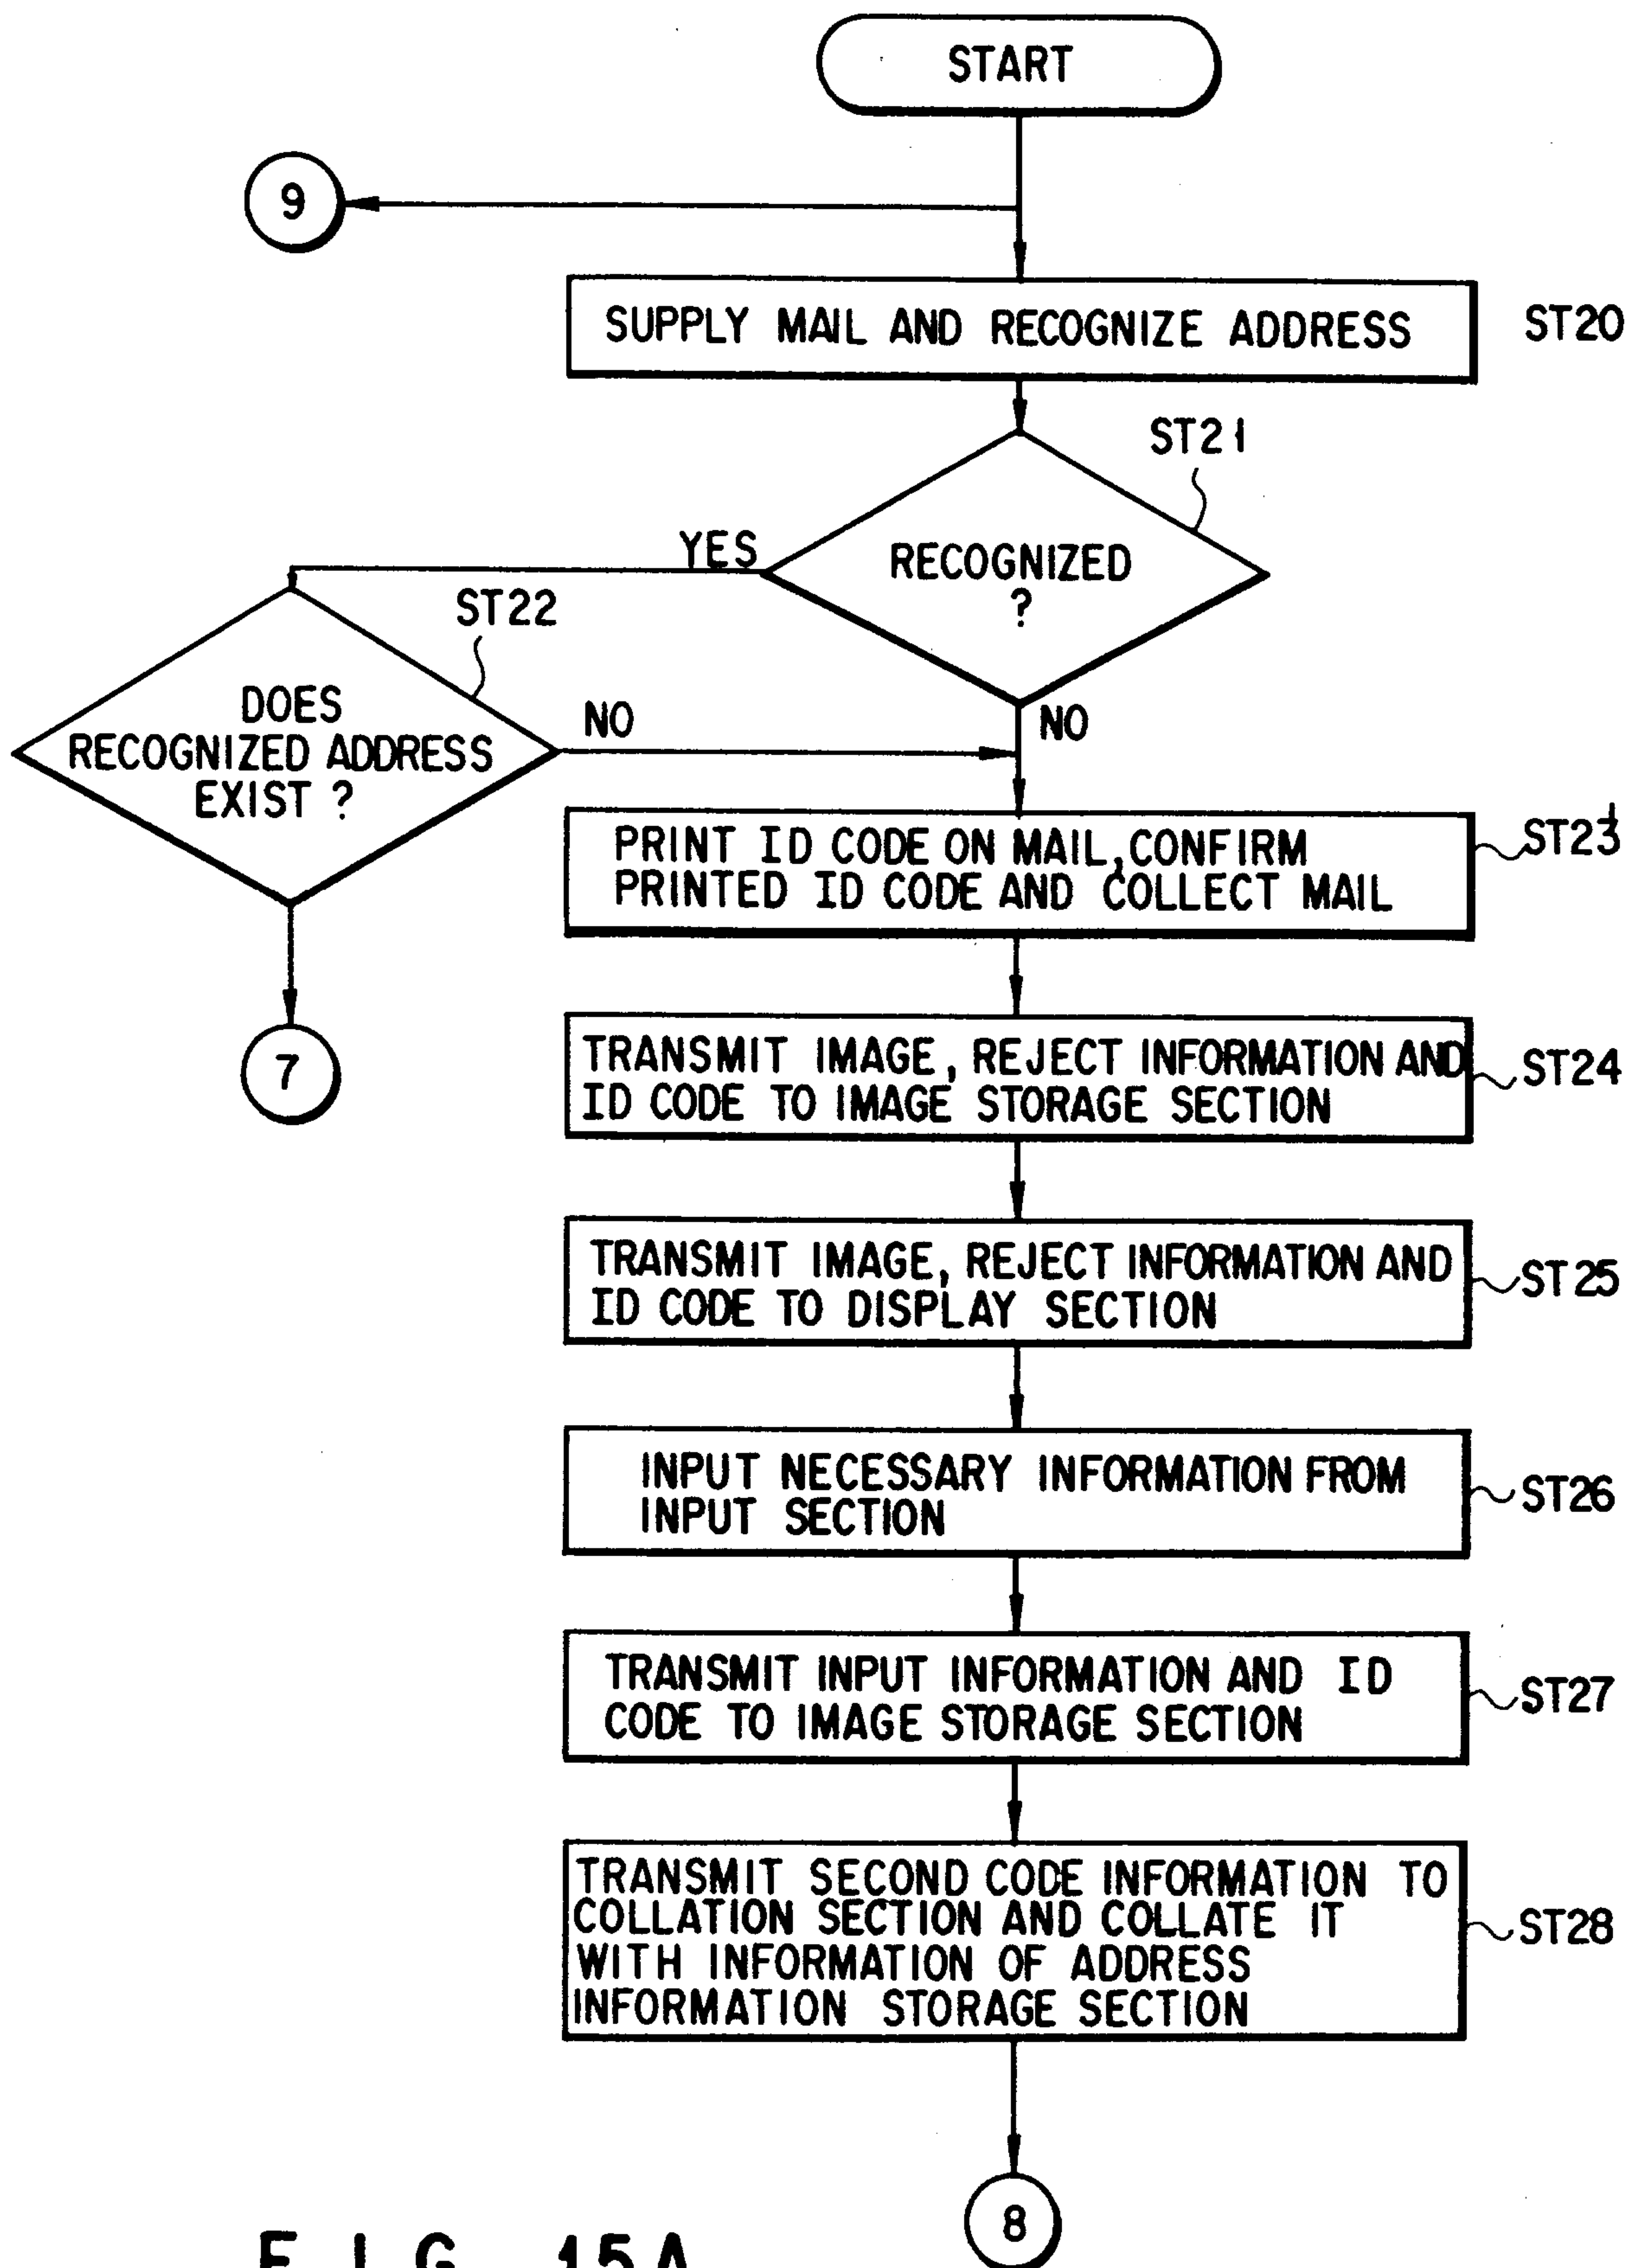 START
9
SUPPLY MAIL AND RECOGNIZE ADDRESS
ST20
ST21
YES
RECOGNIZED
?
ST22
DOES
RECOGNIZED ADDRESS
EXIST ?
NO
NO
PRINT ID CODE ON MAIL, CONFIRM
PRINTED ID CODE AND COLLECT MAIL
ST23
7
TRANSMIT IMAGE, REJECT INFORMATION AND
ID CODE TO IMAGE STORAGE SECTION
ST24
TRANSMIT IMAGE, REJECT INFORMATION AND
ID CODE TO DISPLAY SECTION
ST25
INPUT NECESSARY INFORMATION FROM
INPUT SECTION
ST26
TRANSMIT INPUT INFORMATION AND ID
CODE TO IMAGE STORAGE SECTION
ST27
TRANSMIT SECOND CODE INFORMATION TO
COLLATION SECTION AND COLLATE IT
WITH INFORMATION OF ADDRESS
INFORMATION STORAGE SECTION
ST28
8
FIG. 15A